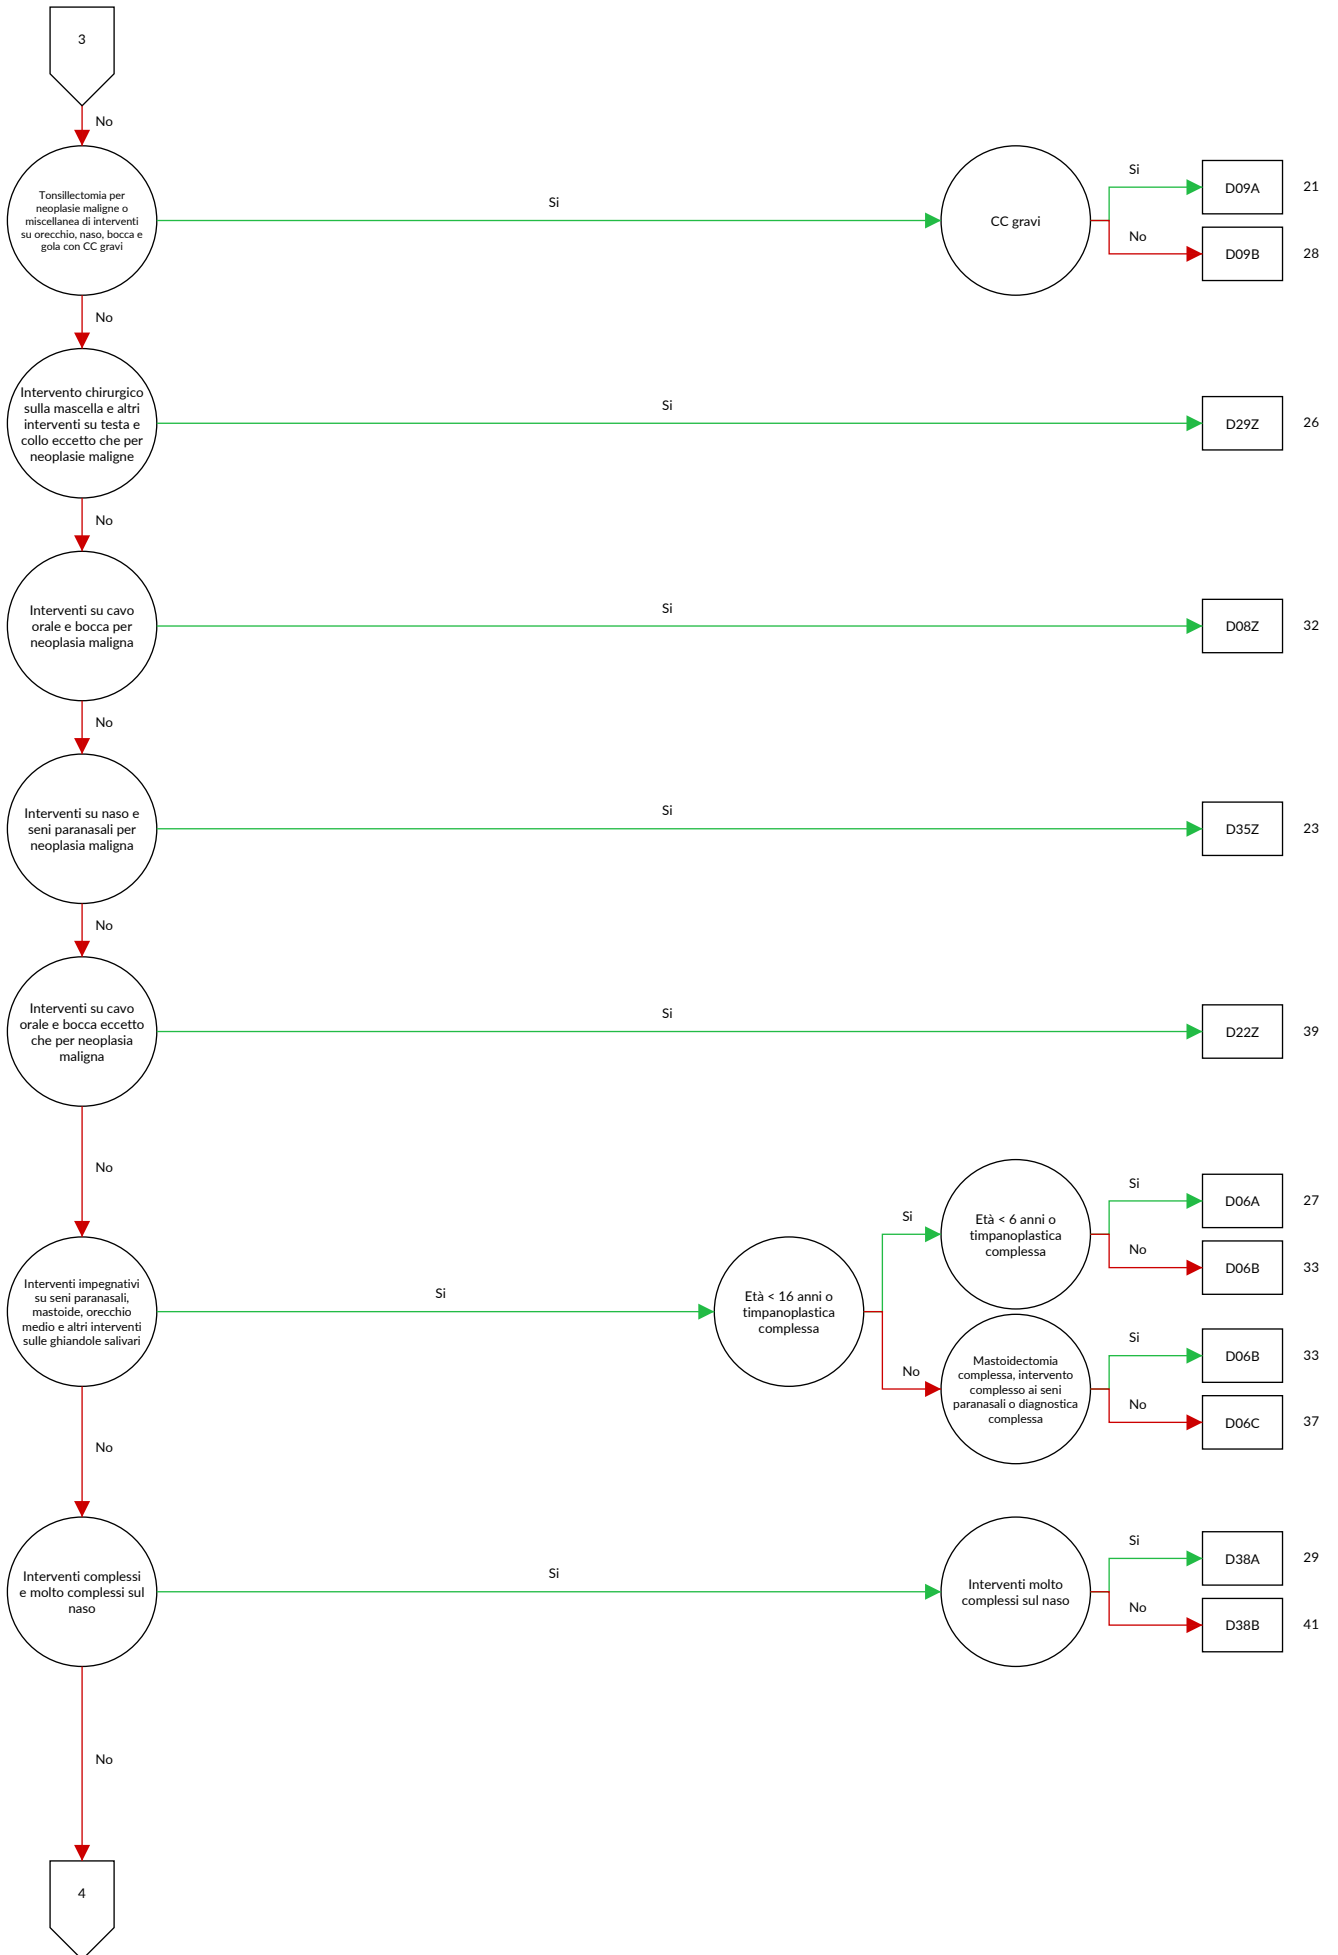 3
No
Tonsillectomia per
neoplasie maligne o
miscellanea di interventi
su orecchio, naso, bocca e
gola con CC gravi
Si
CC gravi
Si
D09A
21
No
D09B
28
No
Intervento chirurgico
sulla mascella e altri
interventi su testa e
collo eccetto che per
neoplasie maligne
Si
D29Z
26
No
Interventi su cavo
orale e bocca per
neoplasia maligna
Si
D08Z
32
No
Interventi su naso e
seni paranasali per
neoplasia maligna
Si
D35Z
23
No
Interventi su cavo
orale e bocca eccetto
che per neoplasia
maligna
Si
D22Z
39
No
Interventi impegnativi
su seni paranasali,
mastoide, orecchio
medio e altri interventi
sulle ghiandole salivari
Si
Età < 16 anni o
timpanoplastica
complessa
Si
Età < 6 anni o
timpanoplastica
complessa
Si
D06A
27
No
D06B
33
No
Mastoidectomia
complessa, intervento
complesso ai seni
paranasali o diagnostica
complessa
Si
D06B
33
No
D06C
37
No
Interventi complessi
e molto complessi sul
naso
Si
Interventi molto
complessi sul naso
Si
D38A
29
No
D38B
41
No
4